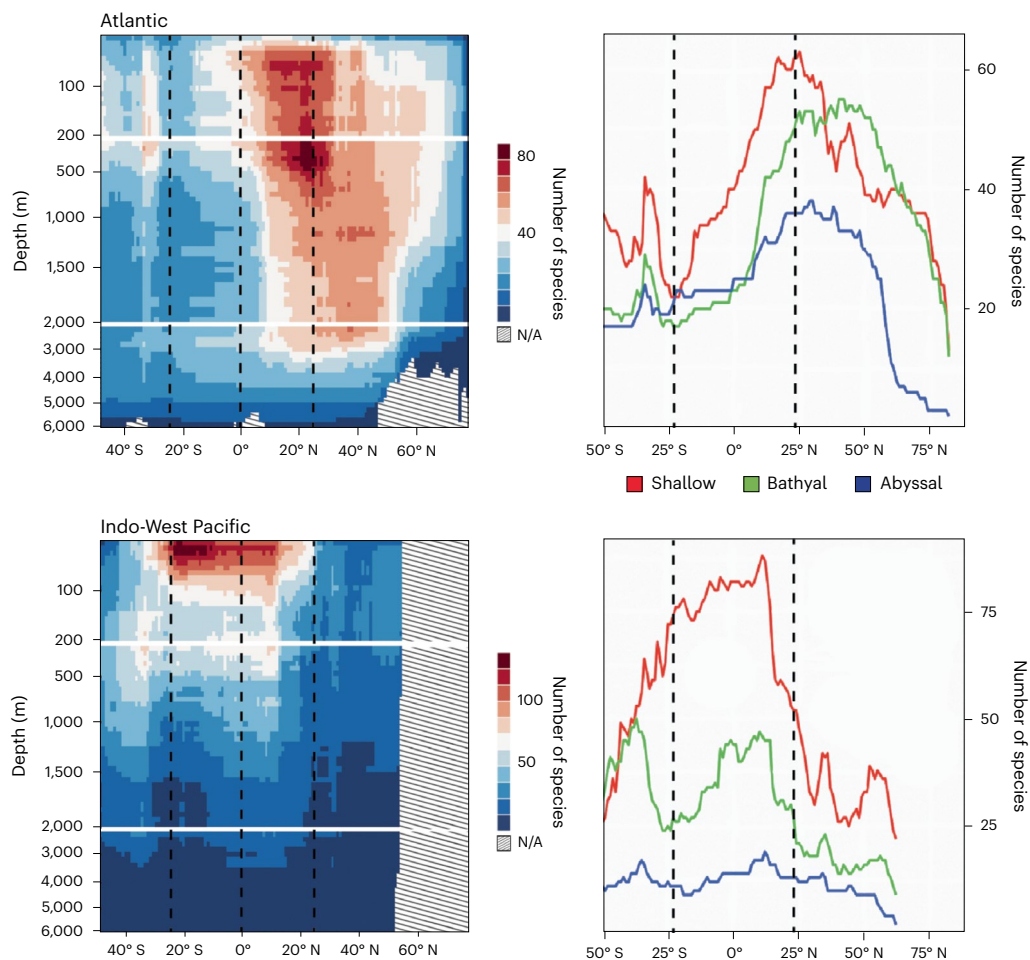 Atlantic
Depth (m)
100
200
500
1,000
1,500
2,000
3,000
4,000
5,000
6,000
40° S 20° S 0° 20° N 40° N 60° N
80
40
N/A
Number of species
60
40
20
Number of species
50° S 25° S 0° 25° N 50° N 75° N
Shallow Bathyal Abyssal
Indo-West Pacific
Depth (m)
100
200
500
1,000
1,500
2,000
3,000
4,000
5,000
6,000
40° S 20° S 0° 20° N 40° N 60° N
100
50
N/A
Number of species
75
50
25
Number of species
50° S 25° S 0° 25° N 50° N 75° N